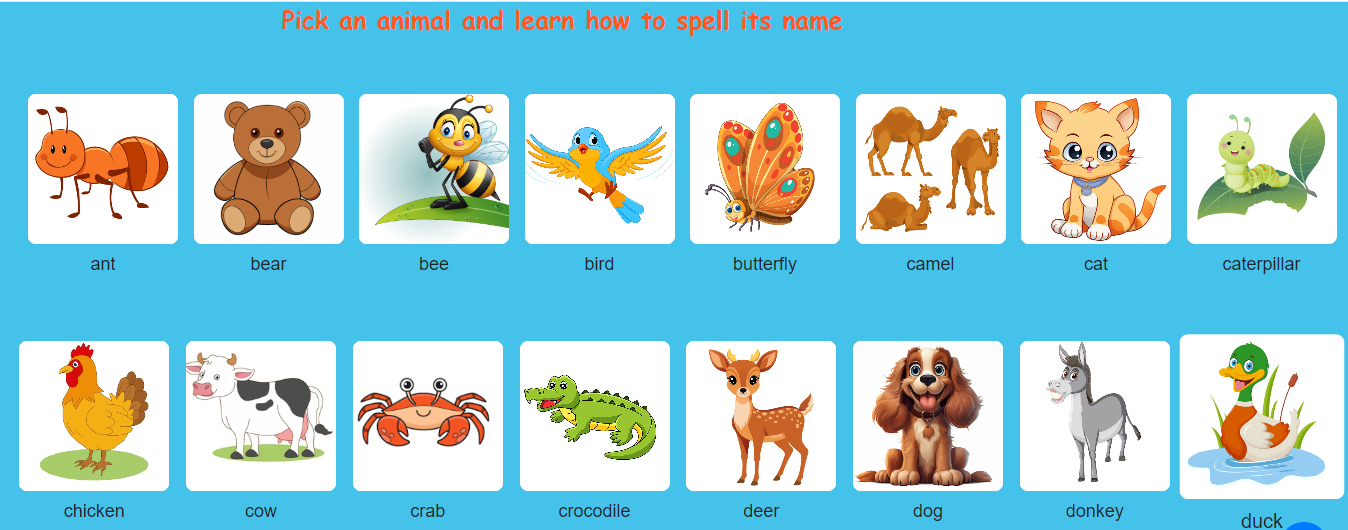 Pick an animal and learn how to spell its name
ant bear bee bird butterfly camel cat caterpillar
chicken cow crab crocodile deer dog donkey duck